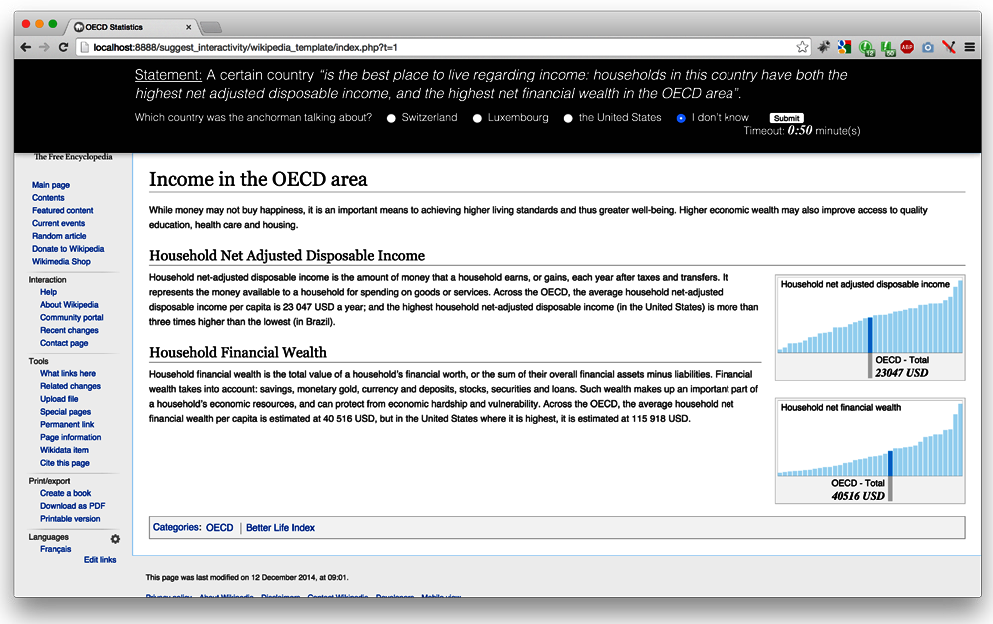 OECD Statistics
localhost:8888/suggest_interactivity/wikipedia_template/index.php?t=1
12
50
ABP
Statement: A certain country “is the best place to live regarding income: households in this country have both the
highest net adjusted disposable income, and the highest net financial wealth in the OECD area”.
Which country was the anchorman talking about? Switzerland Luxembourg the United States I don't know Submit
Timeout: 0:50 minute(s)
The Free Encyclopedia
Main page
Contents
Featured content
Current events
Random article
Donate to Wikipedia
Wikimedia Shop
Interaction
Help
About Wikipedia
Community portal
Recent changes
Contact page
Tools
What links here
Related changes
Upload file
Special pages
Permanent link
Page information
Wikidata item
Cite this page
Print/export
Create a book
Download as PDF
Printable version
Languages
Français
Edit links
Income in the OECD area
While money may not buy happiness, it is an important means to achieving higher living standards and thus greater well-being. Higher economic wealth may also improve access to quality
education, health care and housing.
Household Net Adjusted Disposable Income
Household net-adjusted disposable income is the amount of money that a household earns, or gains, each year after taxes and transfers. It
represents the money available to a household for spending on goods or services. Across the OECD, the average household net-adjusted
disposable income per capita is 23 047 USD a year; and the highest household net-adjusted disposable income (in the United States) is more than
three times higher than the lowest (in Brazil).
Household net adjusted disposable income
OECD - Total
23047 USD
Household Financial Wealth
Household financial wealth is the total value of a household's financial worth, or the sum of their overall financial assets minus liabilities. Financial
wealth takes into account: savings, monetary gold, currency and deposits, stocks, securities and loans. Such wealth makes up an important part of
a household's economic resources, and can protect from economic hardship and vulnerability. Across the OECD, the average household net
financial wealth per capita is estimated at 40 516 USD, but in the United States where it is highest, it is estimated at 115 918 USD.
Household net financial wealth
OECD - Total
40516 USD
Categories: OECD | Better Life Index
This page was last modified on 12 December 2014, at 09:01.
Privacy policy About Wikipedia Disclaimers Contact Wikipedia Developers Mobile view